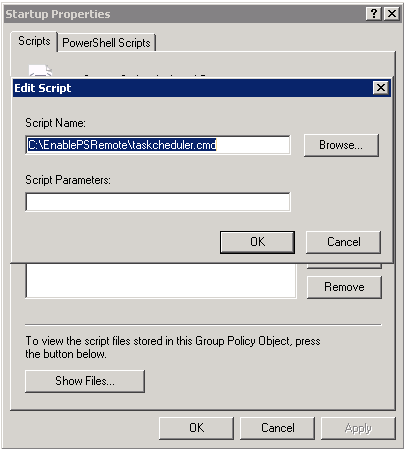 Startup Properties
Scripts
PowerShell Scripts
Edit Script
Script Name:
C:\EnablePSRemote\taskcheduler.cmd
Browse...
Script Parameters:
OK
Cancel
Remove
To view the script files stored in this Group Policy Object, press
the button below.
Show Files...
OK
Cancel
Apply